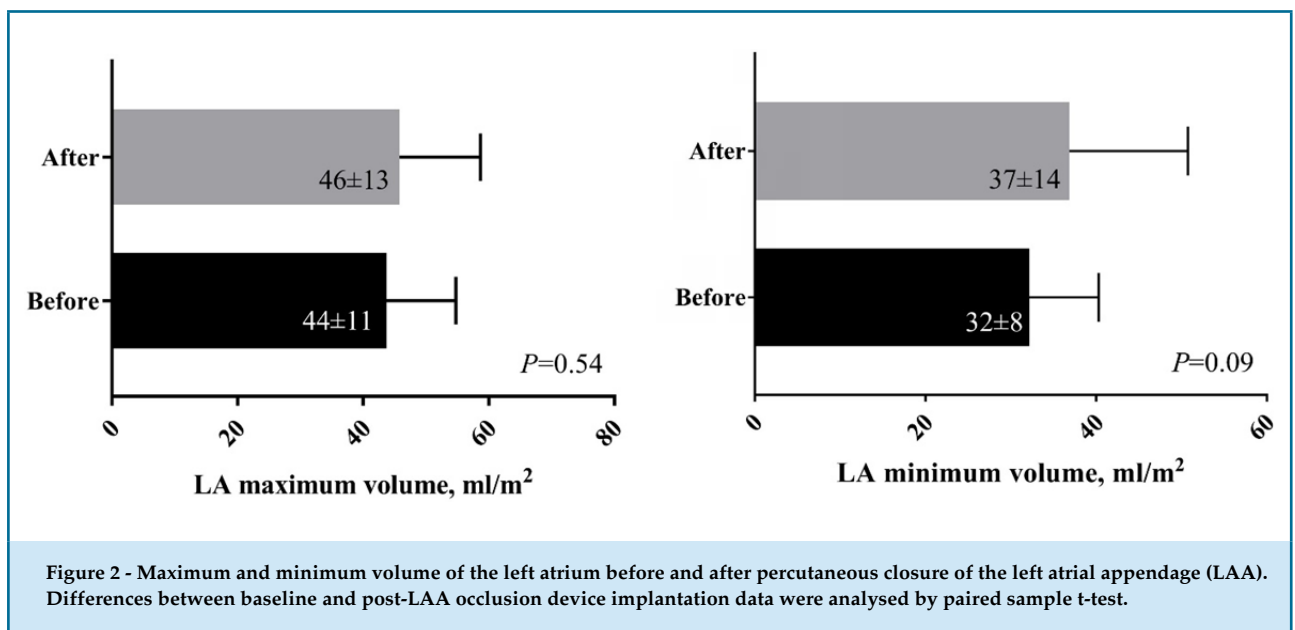 After
46±13
Before
44±11
P=0.54
0 20 40 60 80
LA maximum volume, ml/m²
After
37±14
Before
32±8
P=0.09
0 20 40 60
LA minimum volume, ml/m²
Figure 2 - Maximum and minimum volume of the left atrium before and after percutaneous closure of the left atrial appendage (LAA).
Differences between baseline and post-LAA occlusion device implantation data were analysed by paired sample t-test.